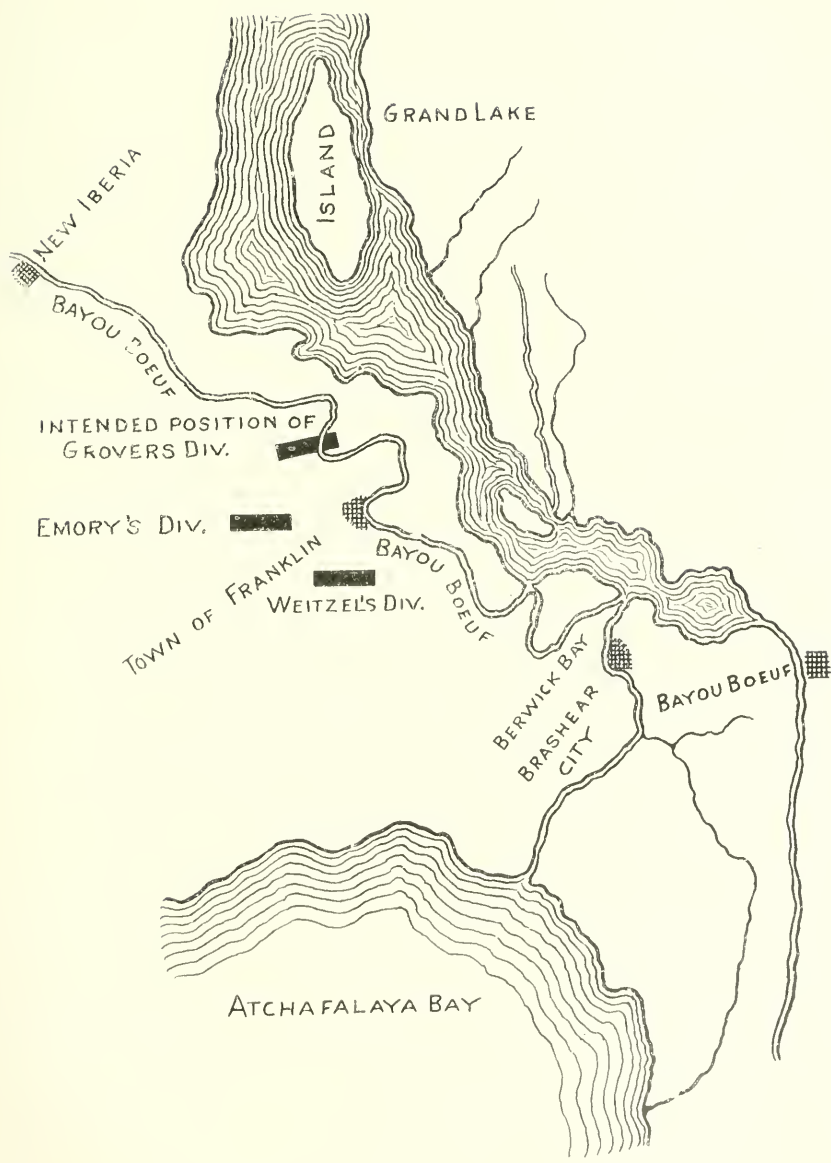 GRAND LAKE
ISLAND
NEW IBERIA
BAYOU BOEUF
INTENDED POSITION OF
GROVERS DIV.
EMORY'S DIV.
TOWN OF FRANKLIN
BAYOU BOEUF
WEITZEL'S DIV.
BERWICK BAY
BRASHEAR
CITY
BAYOU BOEUF
ATCHAFALAYA BAY